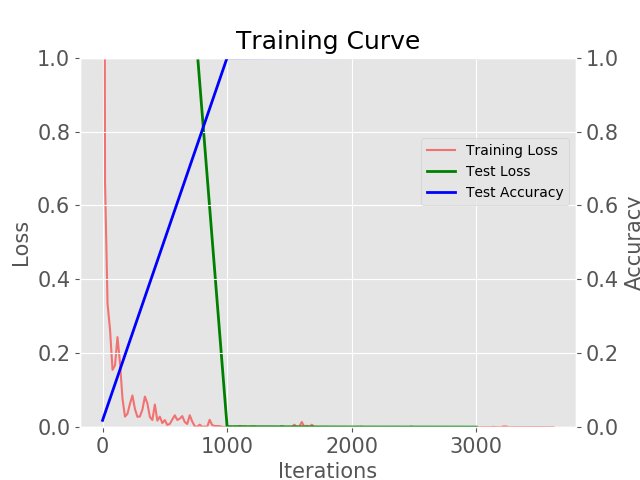 Training Curve
1.0
0.8
0.6
0.4
0.2
0.0
Loss
1.0
0.8
0.6
0.4
0.2
0.0
Accuracy
Training Loss
Test Loss
Test Accuracy
0 1000 2000 3000
Iterations